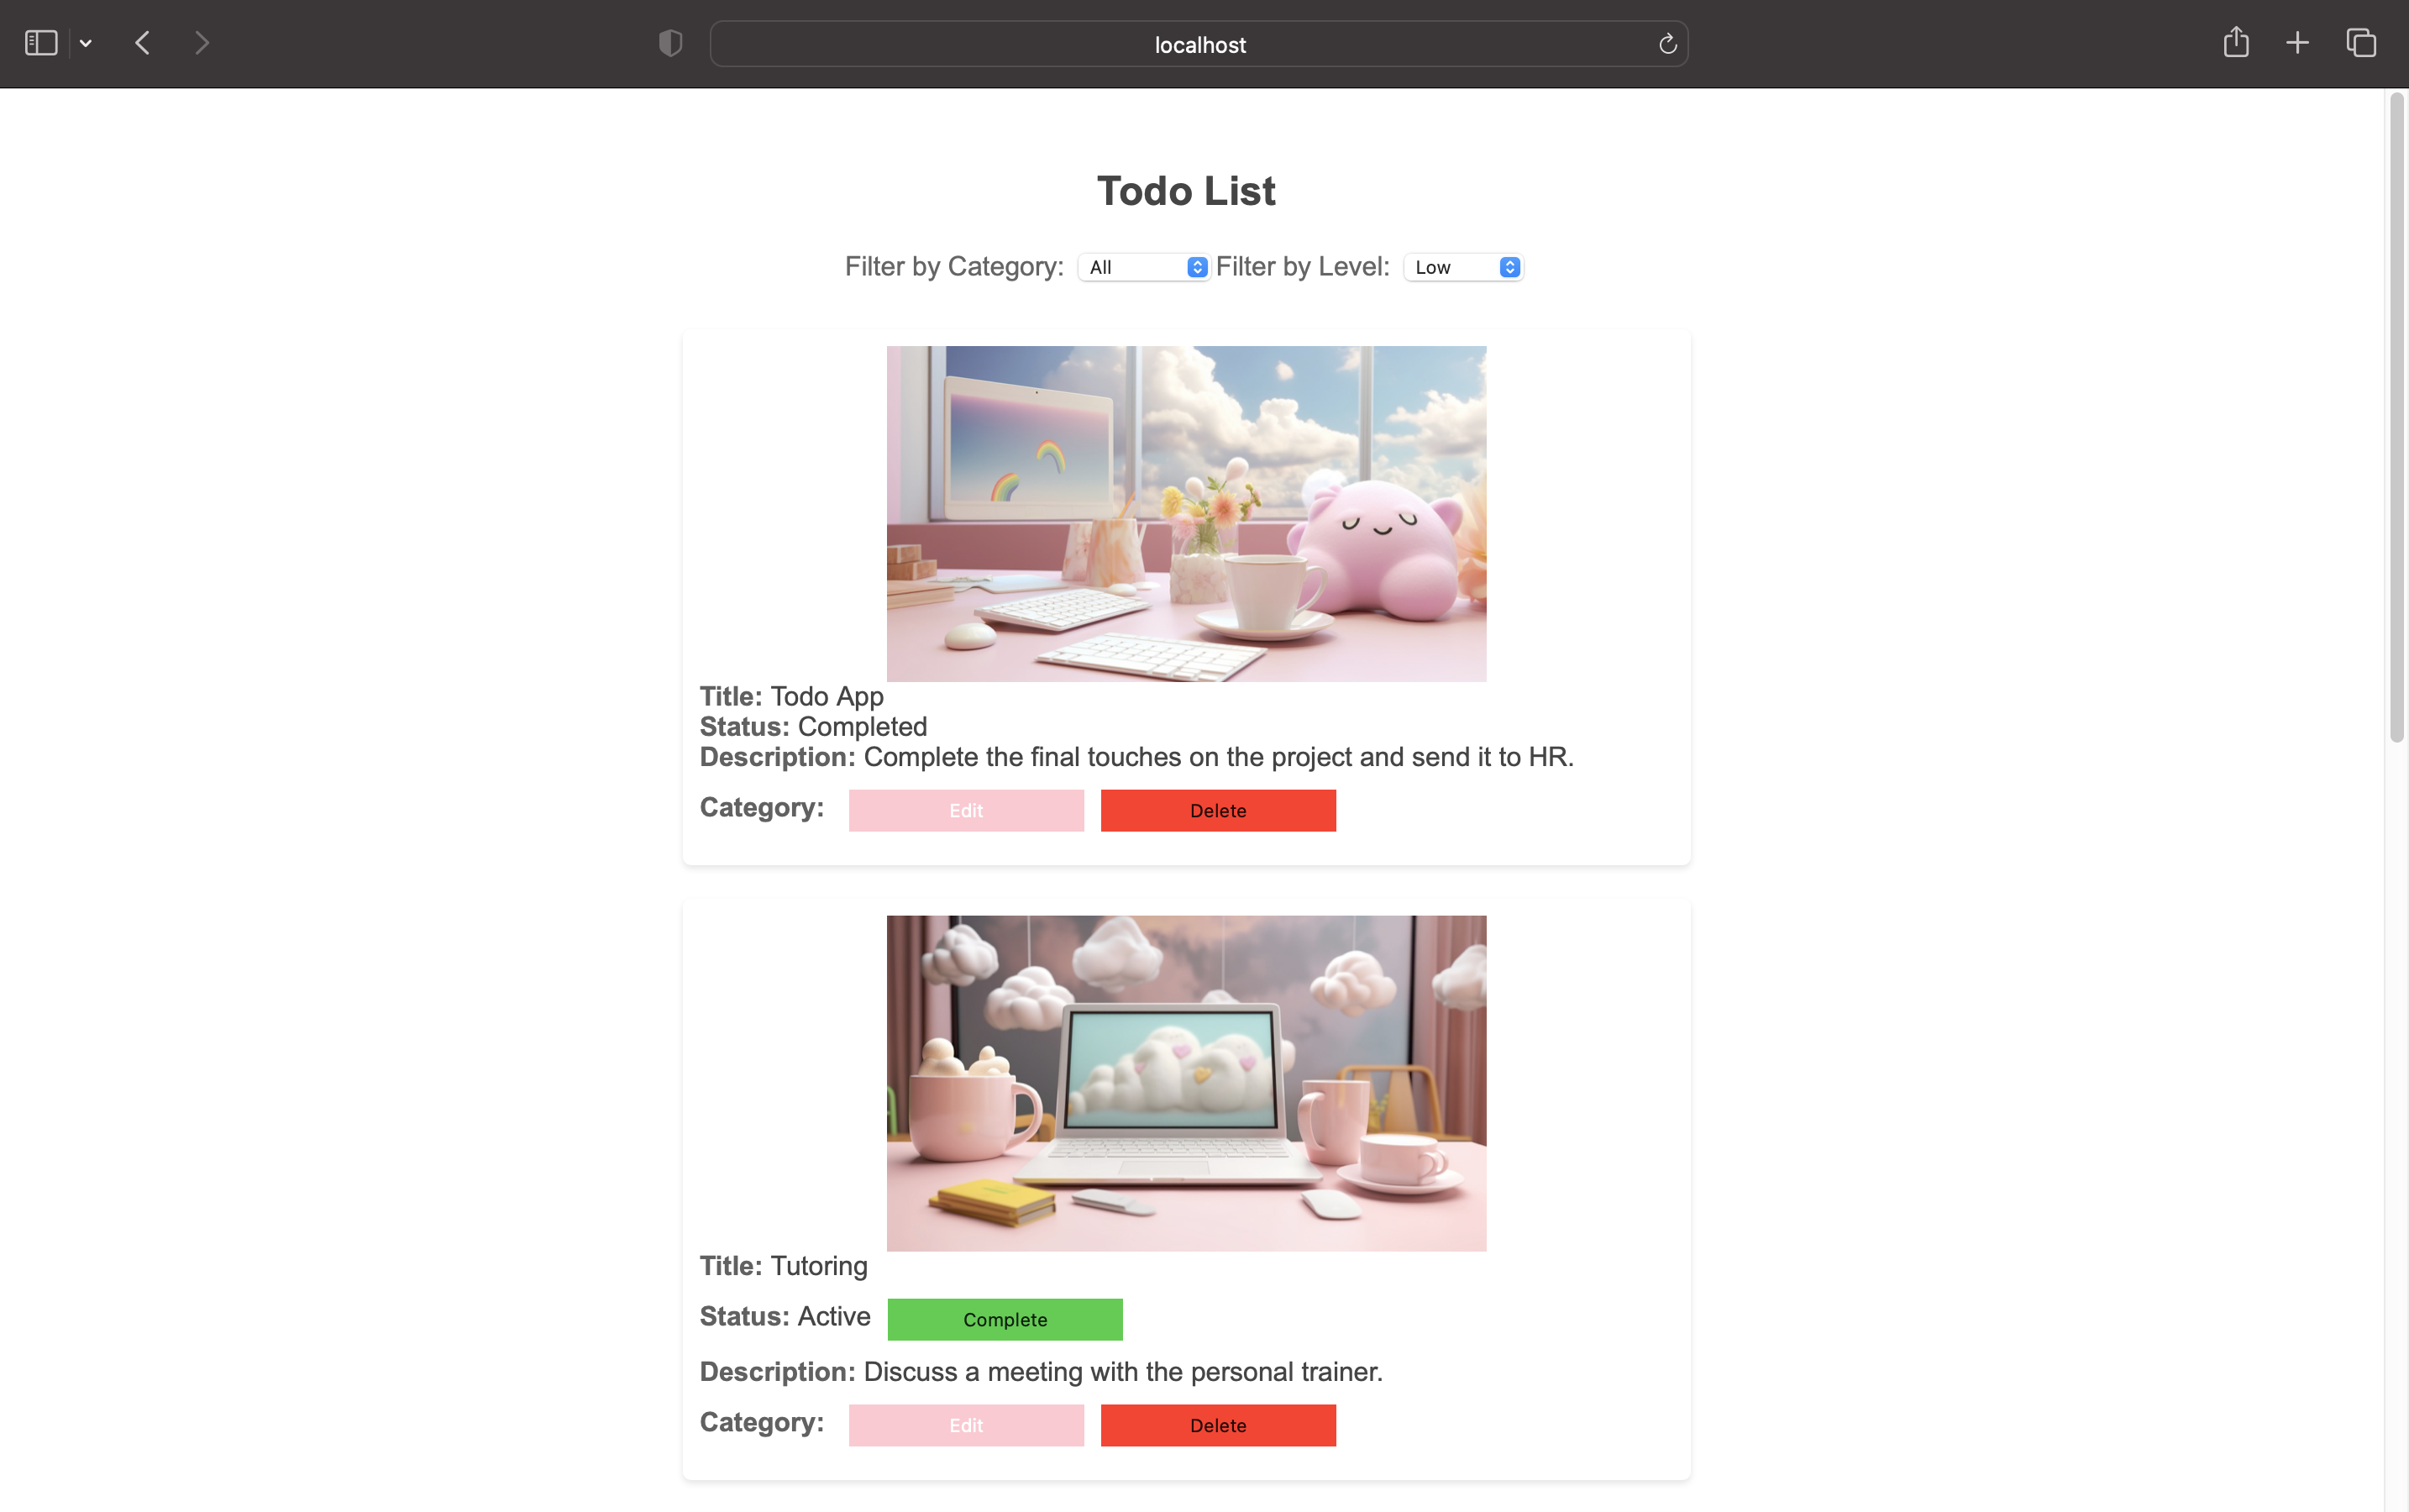 localhost
Todo List
Filter by Category: All Filter by Level: Low
Title: Todo App
Status: Completed
Description: Complete the final touches on the project and send it to HR.
Category: Edit Delete
Title: Tutoring
Status: Active Complete
Description: Discuss a meeting with the personal trainer.
Category: Edit Delete